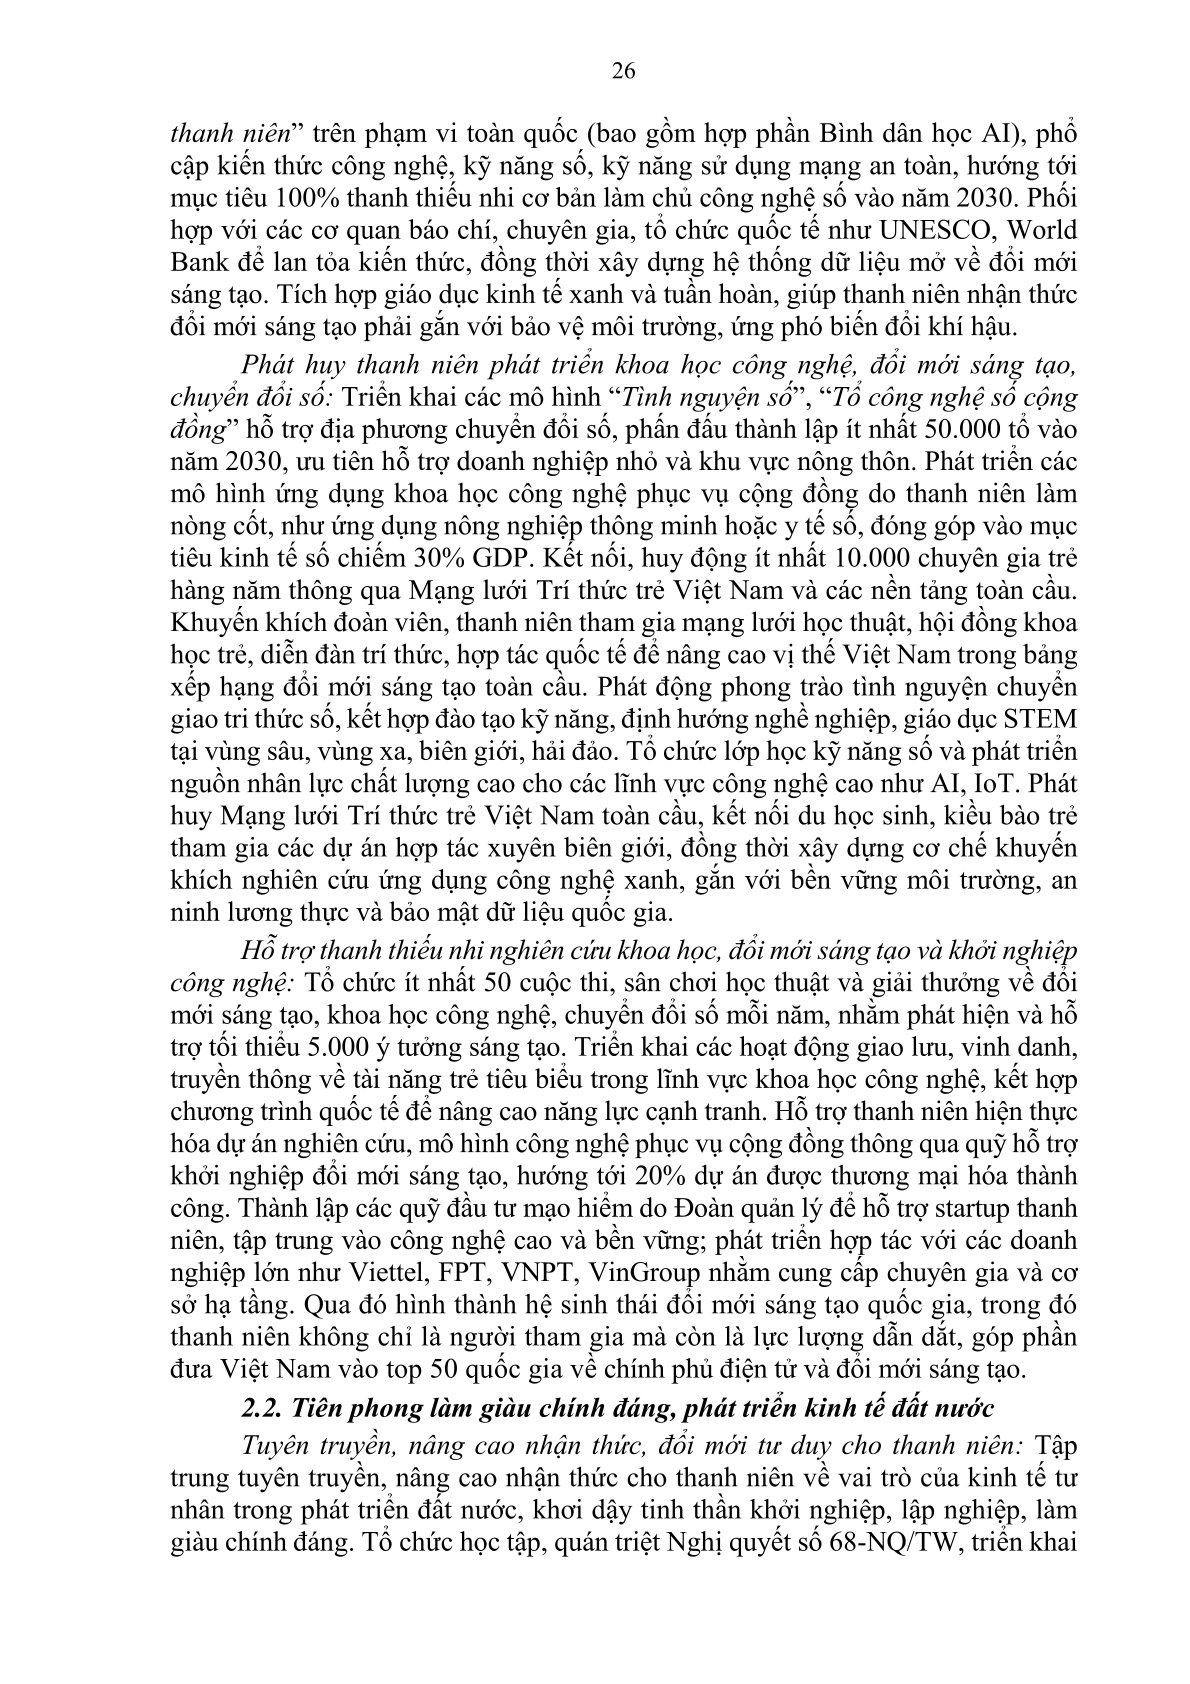 26
thanh niên” trên phạm vi toàn quốc (bao gồm hợp phần Bình dân học AI), phổ
cập kiến thức công nghệ, kỹ năng số, kỹ năng sử dụng mạng an toàn, hướng tới
mục tiêu 100% thanh thiếu nhi cơ bản làm chủ công nghệ số vào năm 2030. Phối
hợp với các cơ quan báo chí, chuyên gia, tổ chức quốc tế như UNESCO, World
Bank để lan tỏa kiến thức, đồng thời xây dựng hệ thống dữ liệu mở về đổi mới
sáng tạo. Tích hợp giáo dục kinh tế xanh và tuần hoàn, giúp thanh niên nhận thức
đổi mới sáng tạo phải gắn với bảo vệ môi trường, ứng phó biến đổi khí hậu.
Phát huy thanh niên phát triển khoa học công nghệ, đổi mới sáng tạo,
chuyển đổi số: Triển khai các mô hình “Tình nguyện số”, “Tổ công nghệ số cộng
đồng” hỗ trợ địa phương chuyển đổi số, phấn đấu thành lập ít nhất 50.000 tổ vào
năm 2030, ưu tiên hỗ trợ doanh nghiệp nhỏ và khu vực nông thôn. Phát triển các
mô hình ứng dụng khoa học công nghệ phục vụ cộng đồng do thanh niên làm
nòng cốt, như ứng dụng nông nghiệp thông minh hoặc y tế số, đóng góp vào mục
tiêu kinh tế số chiếm 30% GDP. Kết nối, huy động ít nhất 10.000 chuyên gia trẻ
hàng năm thông qua Mạng lưới Trí thức trẻ Việt Nam và các nền tảng toàn cầu.
Khuyến khích đoàn viên, thanh niên tham gia mạng lưới học thuật, hội đồng khoa
học trẻ, diễn đàn trí thức, hợp tác quốc tế để nâng cao vị thế Việt Nam trong bảng
xếp hạng đổi mới sáng tạo toàn cầu. Phát động phong trào tình nguyện chuyển
giao tri thức số, kết hợp đào tạo kỹ năng, định hướng nghề nghiệp, giáo dục STEM
tại vùng sâu, vùng xa, biên giới, hải đảo. Tổ chức lớp học kỹ năng số và phát triển
nguồn nhân lực chất lượng cao cho các lĩnh vực công nghệ cao như AI, IoT. Phát
huy Mạng lưới Trí thức trẻ Việt Nam toàn cầu, kết nối du học sinh, kiều bào trẻ
tham gia các dự án hợp tác xuyên biên giới, đồng thời xây dựng cơ chế khuyến
khích nghiên cứu ứng dụng công nghệ xanh, gắn với bền vững môi trường, an
ninh lương thực và bảo mật dữ liệu quốc gia.
Hỗ trợ thanh thiếu nhi nghiên cứu khoa học, đổi mới sáng tạo và khởi nghiệp
công nghệ: Tổ chức ít nhất 50 cuộc thi, sân chơi học thuật và giải thưởng về đổi
mới sáng tạo, khoa học công nghệ, chuyển đổi số mỗi năm, nhằm phát hiện và hỗ
trợ tối thiểu 5.000 ý tưởng sáng tạo. Triển khai các hoạt động giao lưu, vinh danh,
truyền thông về tài năng trẻ tiêu biểu trong lĩnh vực khoa học công nghệ, kết hợp
chương trình quốc tế để nâng cao năng lực cạnh tranh. Hỗ trợ thanh niên hiện thực
hóa dự án nghiên cứu, mô hình công nghệ phục vụ cộng đồng thông qua quỹ hỗ trợ
khởi nghiệp đổi mới sáng tạo, hướng tới 20% dự án được thương mại hóa thành
công. Thành lập các quỹ đầu tư mạo hiểm do Đoàn quản lý để hỗ trợ startup thanh
niên, tập trung vào công nghệ cao và bền vững; phát triển hợp tác với các doanh
nghiệp lớn như Viettel, FPT, VNPT, VinGroup nhằm cung cấp chuyên gia và cơ
sở hạ tầng. Qua đó hình thành hệ sinh thái đổi mới sáng tạo quốc gia, trong đó
thanh niên không chỉ là người tham gia mà còn là lực lượng dẫn dắt, góp phần
đưa Việt Nam vào top 50 quốc gia về chính phủ điện tử và đổi mới sáng tạo.
2.2. Tiên phong làm giàu chính đáng, phát triển kinh tế đất nước
Tuyên truyền, nâng cao nhận thức, đổi mới tư duy cho thanh niên: Tập
trung tuyên truyền, nâng cao nhận thức cho thanh niên về vai trò của kinh tế tư
nhân trong phát triển đất nước, khơi dậy tinh thần khởi nghiệp, lập nghiệp, làm
giàu chính đáng. Tổ chức học tập, quán triệt Nghị quyết số 68-NQ/TW, triển khai